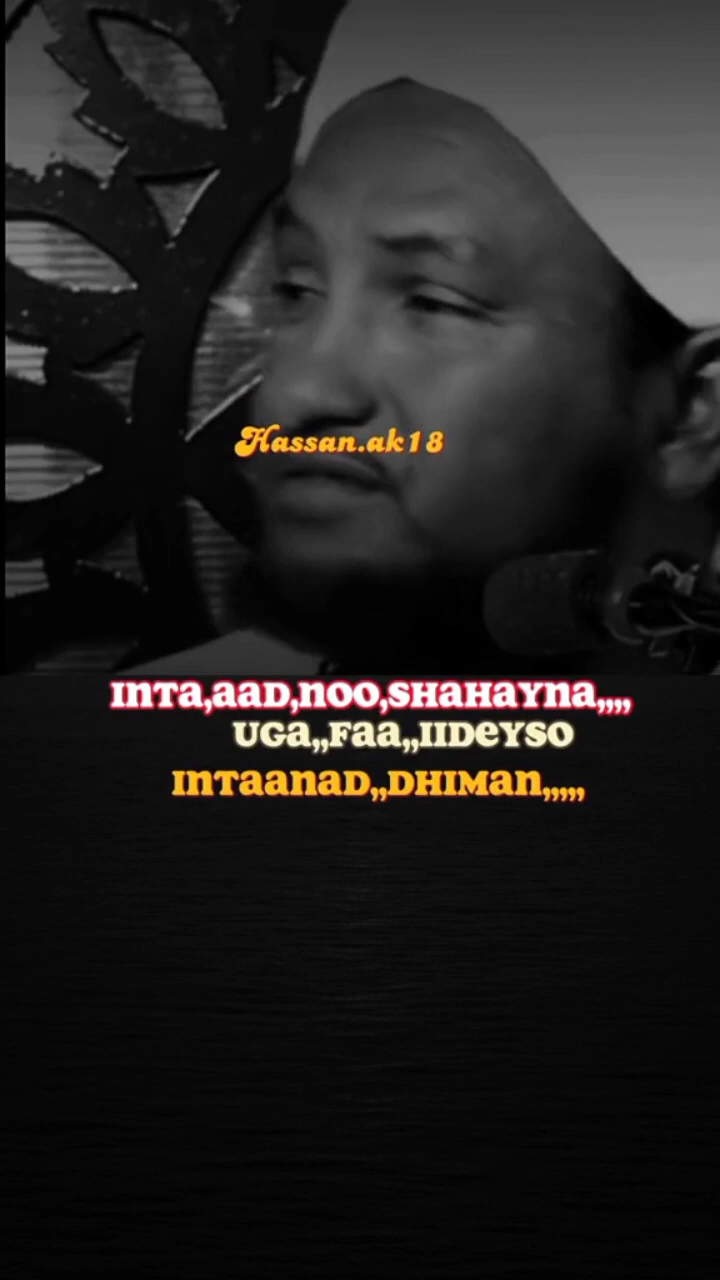 Hassan.ak18
INTa,aaD,NOO,SHaHaYNa,,,,
UGa,,Faa,,IIDeYSO
INTaaNaD,,DHIMaN,,,,,